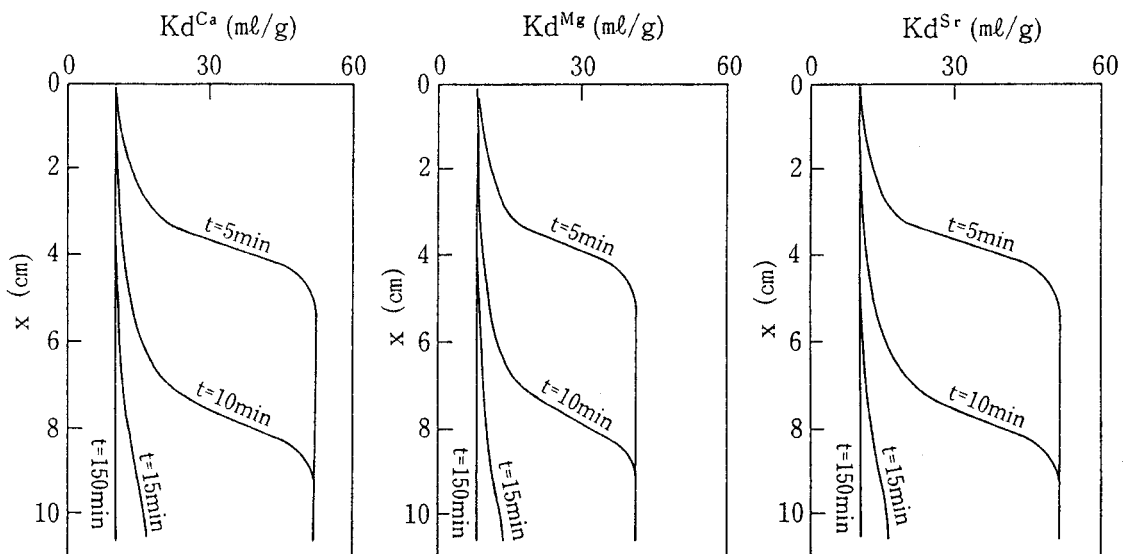 Kd^Ca (mℓ/g)
0 30 60
0
2
4
6
8
10
x (cm)
t=5min
t=10min
t=15min
t=150min
Kd^Mg (mℓ/g)
0 30 60
0
2
4
6
8
10
x (cm)
t=5min
t=10min
t=15min
t=150min
Kd^Sr (mℓ/g)
0 30 60
0
2
4
6
8
10
x (cm)
t=5min
t=10min
t=15min
t=150min